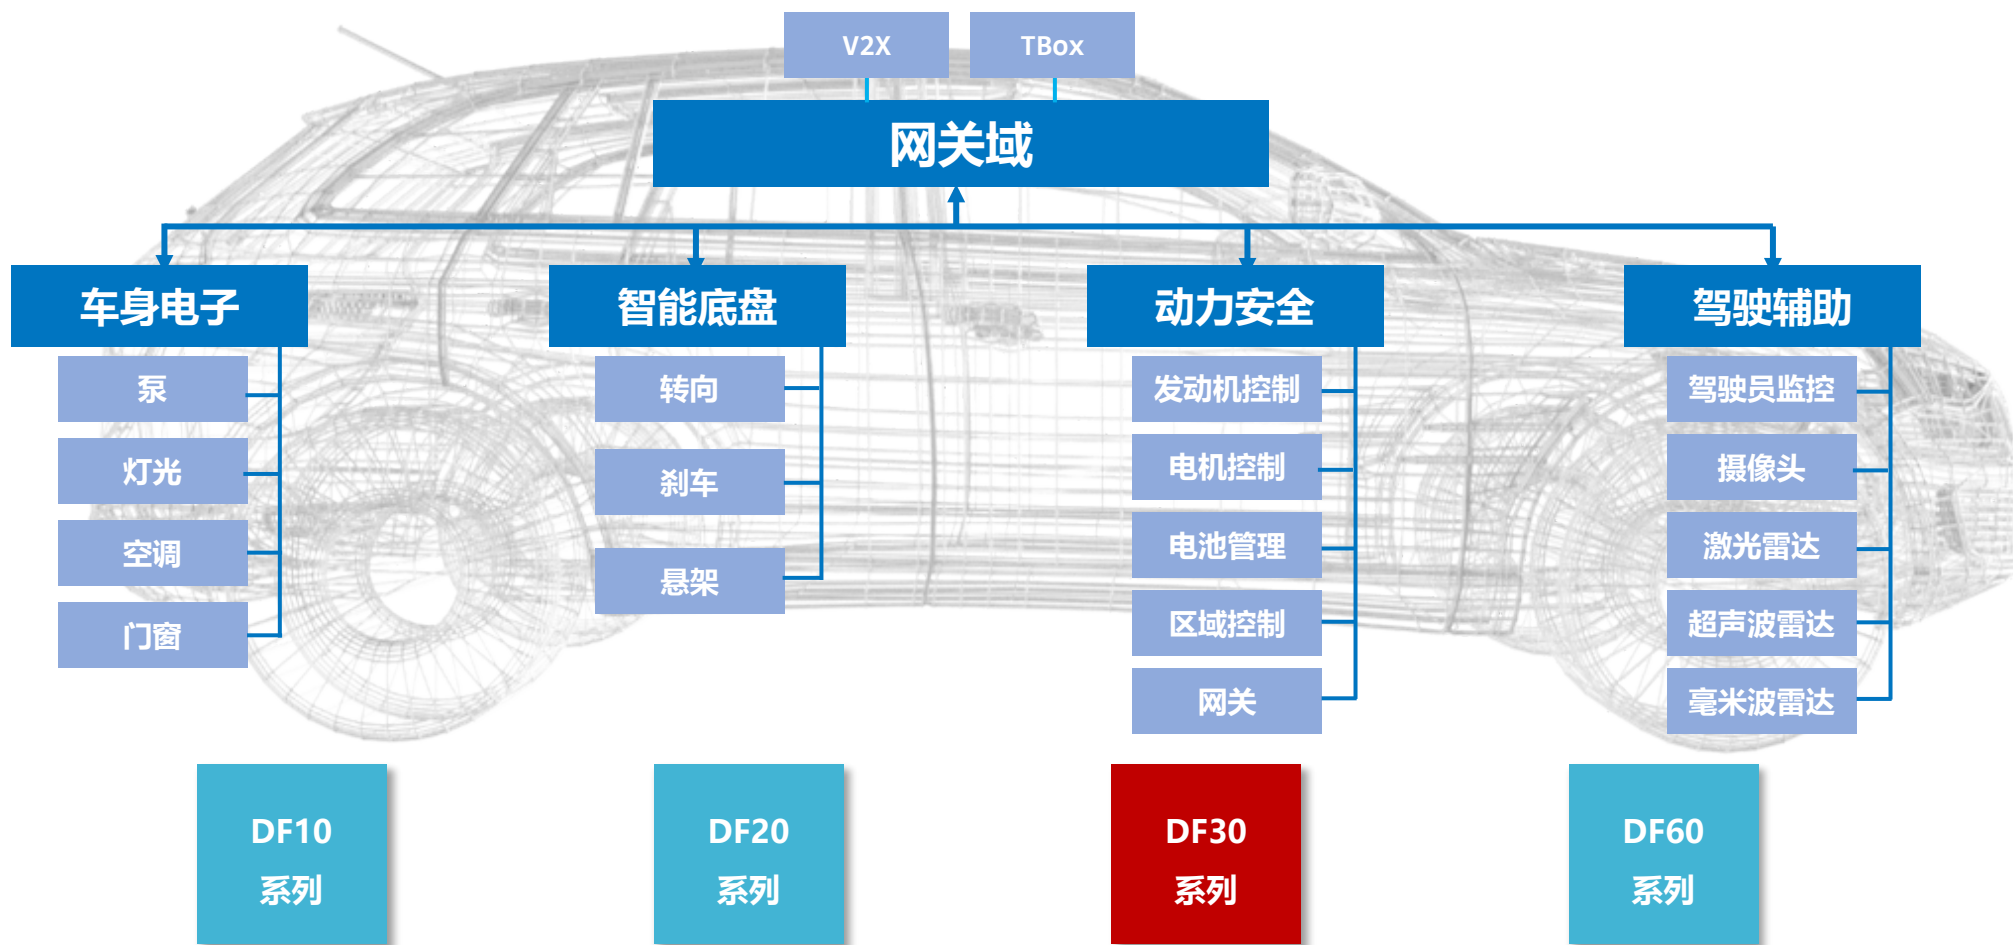 V2X
TBox
网关域
车身电子
泵
灯光
空调
门窗
智能底盘
转向
刹车
悬架
动力安全
发动机控制
电机控制
电池管理
区域控制
网关
驾驶辅助
驾驶员监控
摄像头
激光雷达
超声波雷达
毫米波雷达
DF10
系列
DF20
系列
DF30
系列
DF60
系列